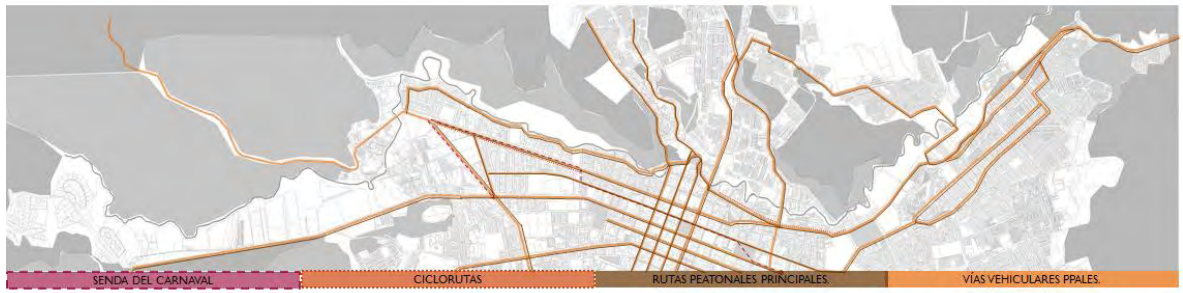 SENDA DEL CARNAVAL
CICLORUTAS
RUTAS PEATONALES PRINCIPALES.
VÍAS VEHICULARES PPALES.